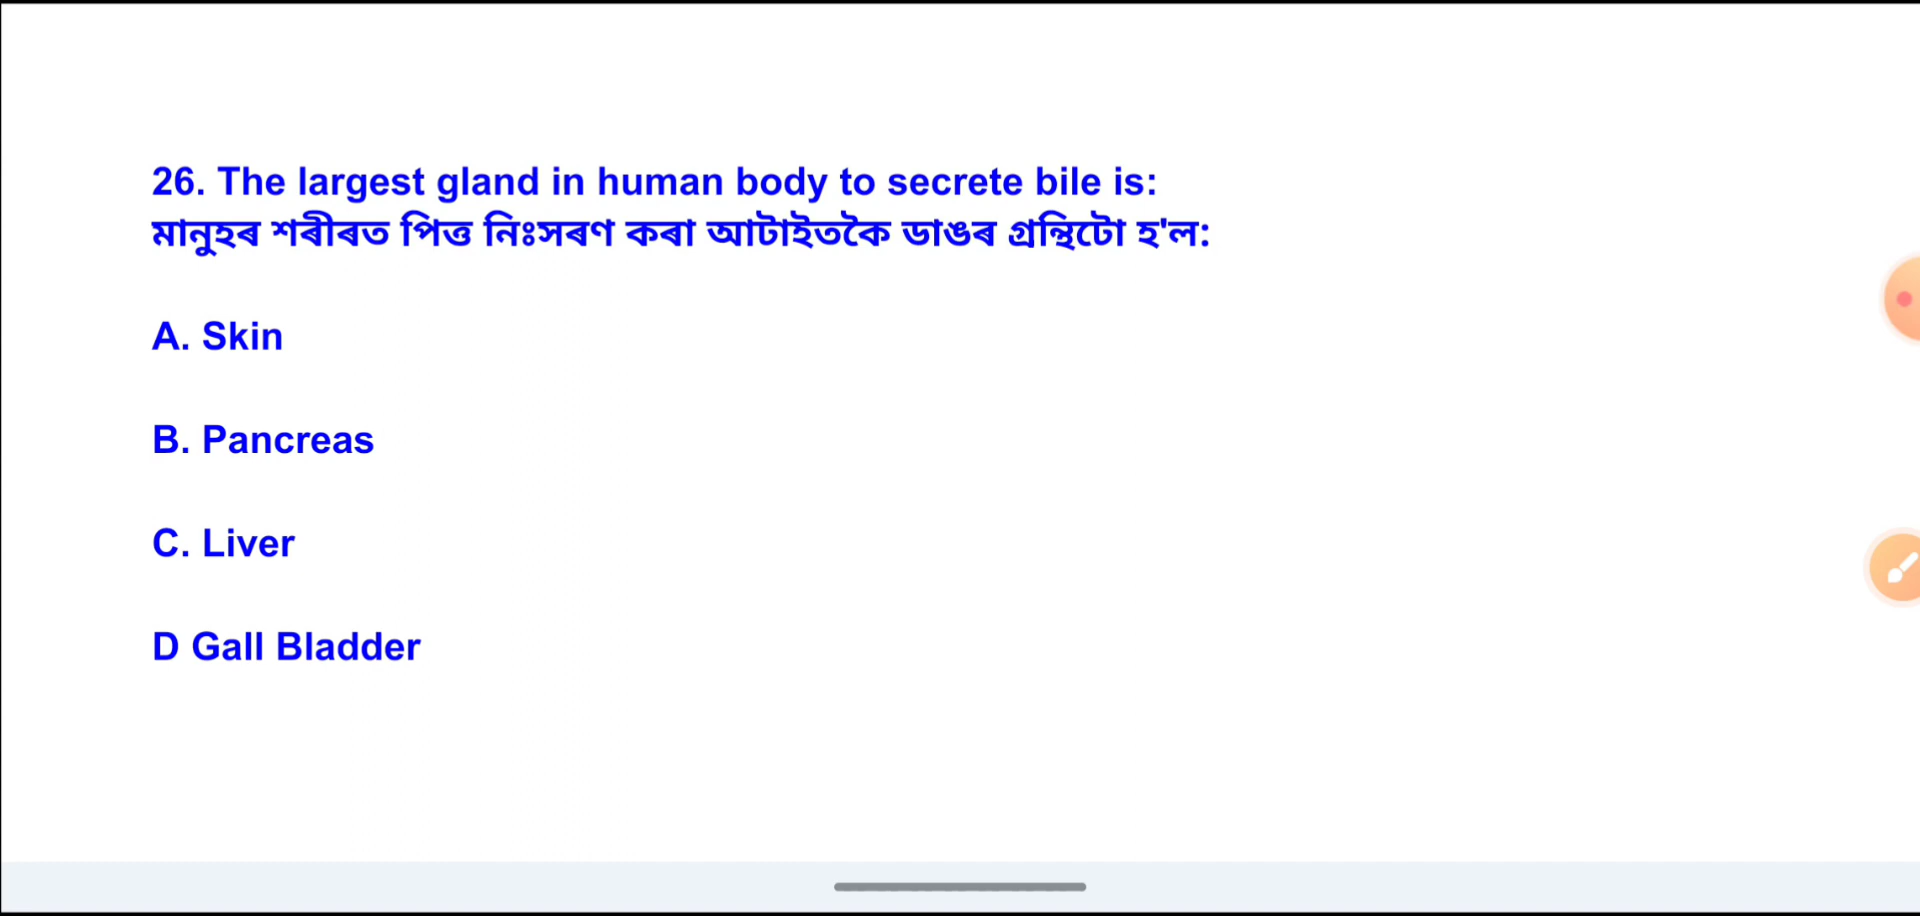 26. The largest gland in human body to secrete bile is:
মানুহৰ শৰীৰত পিত্ত নিঃসৰণ কৰা আটাইতকৈ ডাঙৰ গ্ৰন্থিটো হ'ল:
A. Skin
B. Pancreas
C. Liver
D Gall Bladder